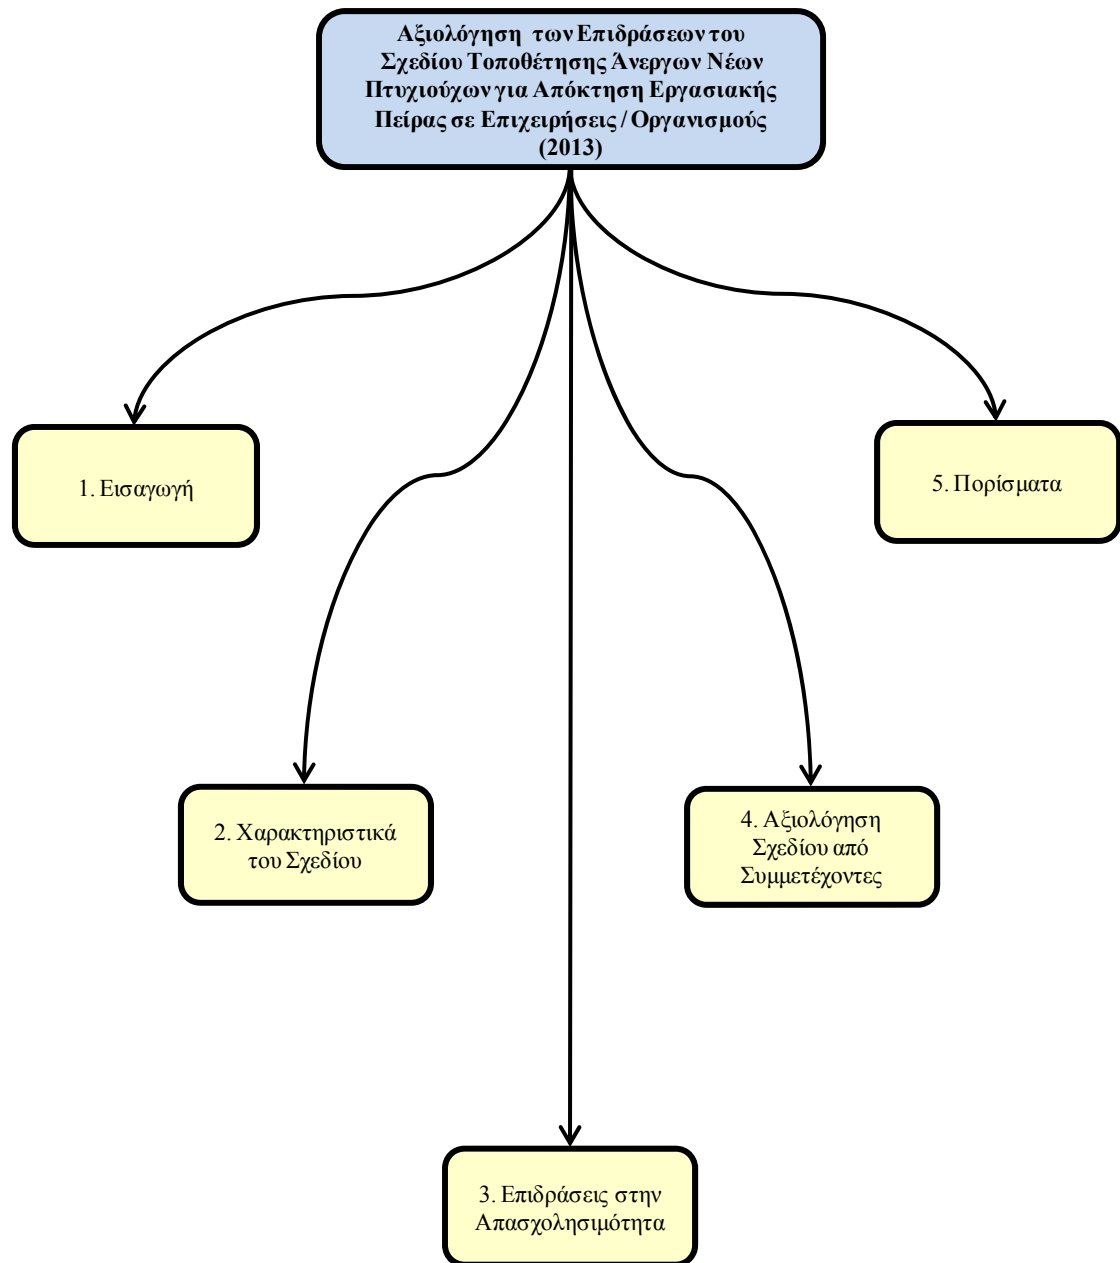 Αξιολόγηση των Επιδράσεων του
Σχεδίου Τοποθέτησης Άνεργων Νέων
Πτυχιούχων για Απόκτηση Εργασιακής
Πείρας σε Επιχειρήσεις / Οργανισμούς
(2013)
1. Εισαγωγή
2. Χαρακτηριστικά
του Σχεδίου
3. Επιδράσεις στην
Απασχολησιμότητα
4. Αξιολόγηση
Σχεδίου από
Συμμετέχοντες
5. Πορίσματα